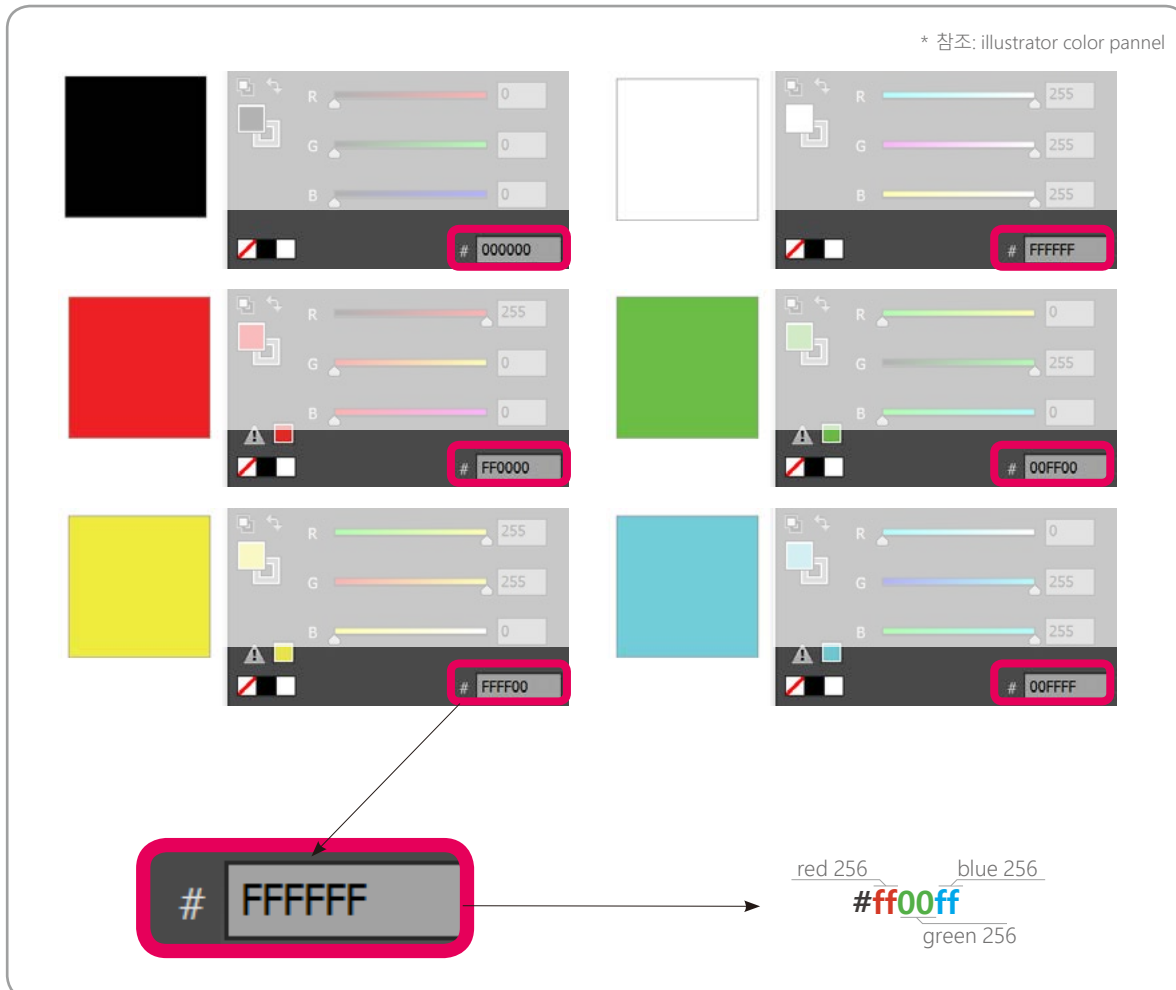 * 참조: illustrator color pannel
R 0
G 0
B 0
# 000000
R 255
G 255
B 255
# FFFFFF
R 255
G 0
B 0
# FF0000
R 0
G 255
B 0
# 00FF00
R 255
G 255
B 0
# FFFF00
R 0
G 255
B 255
# 00FFFF
# FFFFFF
red 256 blue 256
#ff00ff
green 256